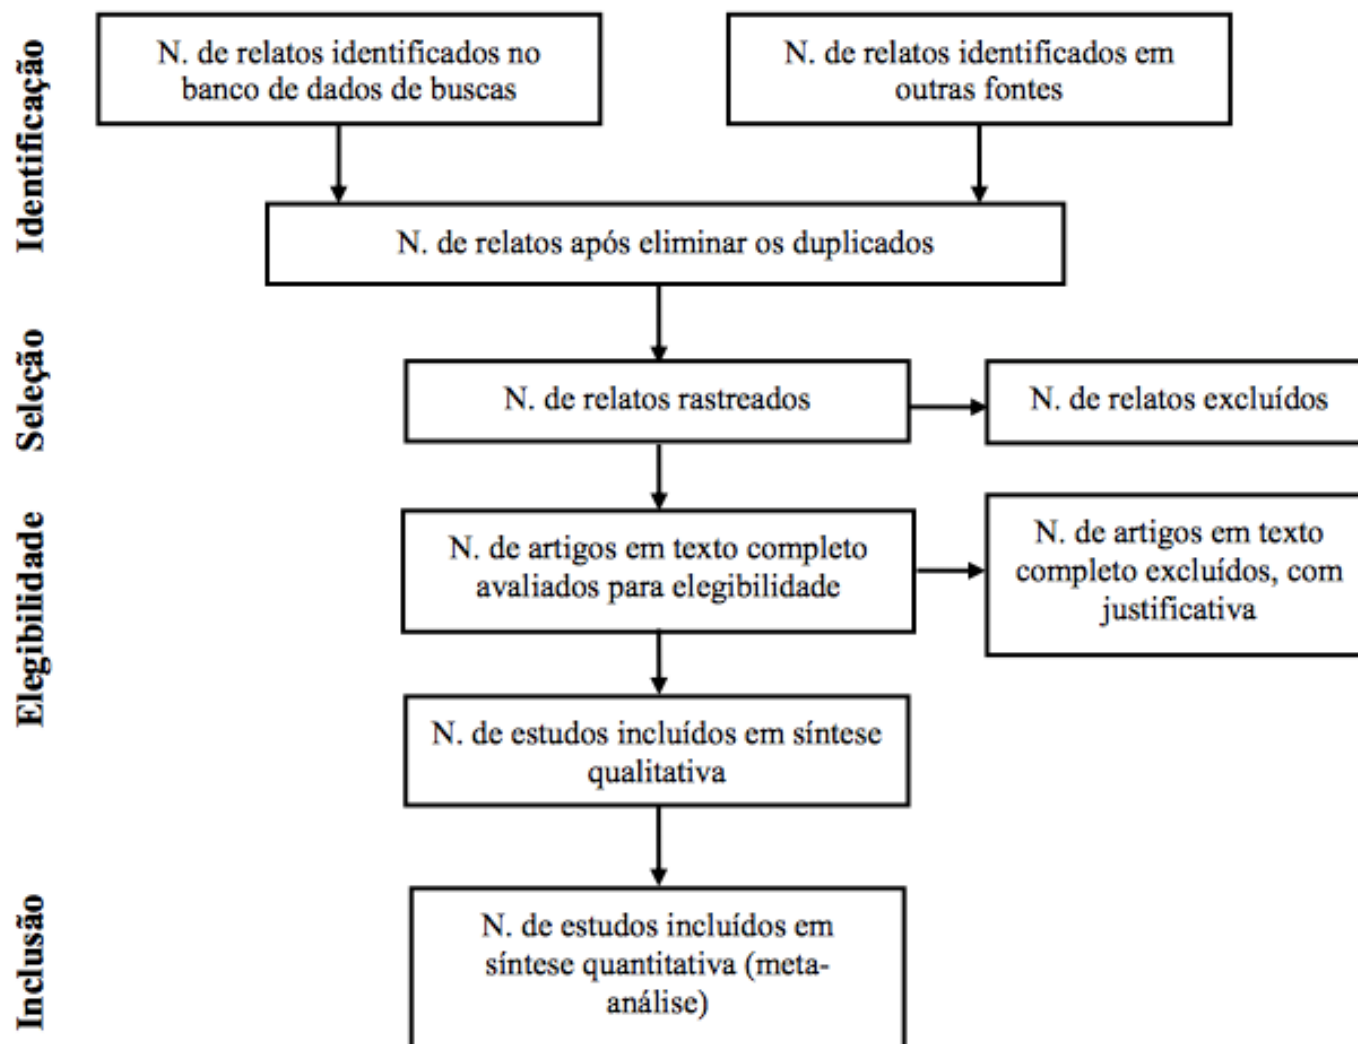 Identificação
N. de relatos identificados no
banco de dados de buscas
N. de relatos identificados em
outras fontes
N. de relatos após eliminar os duplicados
Seleção
N. de relatos rastreados
N. de relatos excluídos
Elegibilidade
N. de artigos em texto completo
avaliados para elegibilidade
N. de artigos em texto
completo excluídos, com
justificativa
N. de estudos incluídos em síntese
qualitativa
Inclusão
N. de estudos incluídos em
síntese quantitativa (meta-
análise)